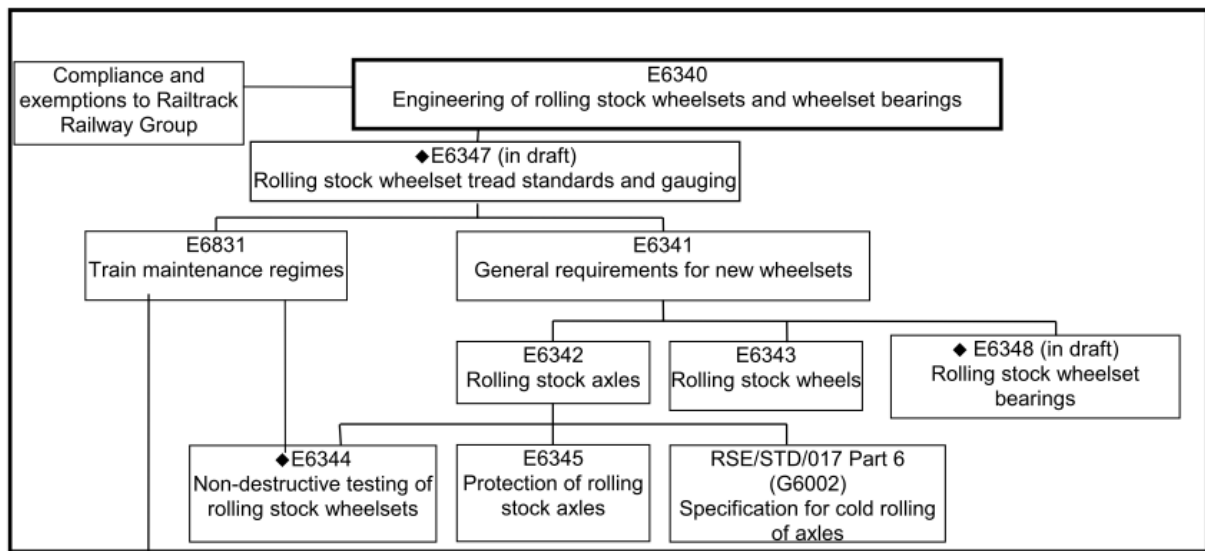 Compliance and
exemptions to Railtrack
Railway Group
E6340
Engineering of rolling stock wheelsets and wheelset bearings
◆E6347 (in draft)
Rolling stock wheelset tread standards and gauging
E6831
Train maintenance regimes
E6341
General requirements for new wheelsets
E6342
Rolling stock axles
E6343
Rolling stock wheels
◆ E6348 (in draft)
Rolling stock wheelset
bearings
◆E6344
Non-destructive testing of
rolling stock wheelsets
E6345
Protection of rolling
stock axles
RSE/STD/017 Part 6
(G6002)
Specification for cold rolling
of axles